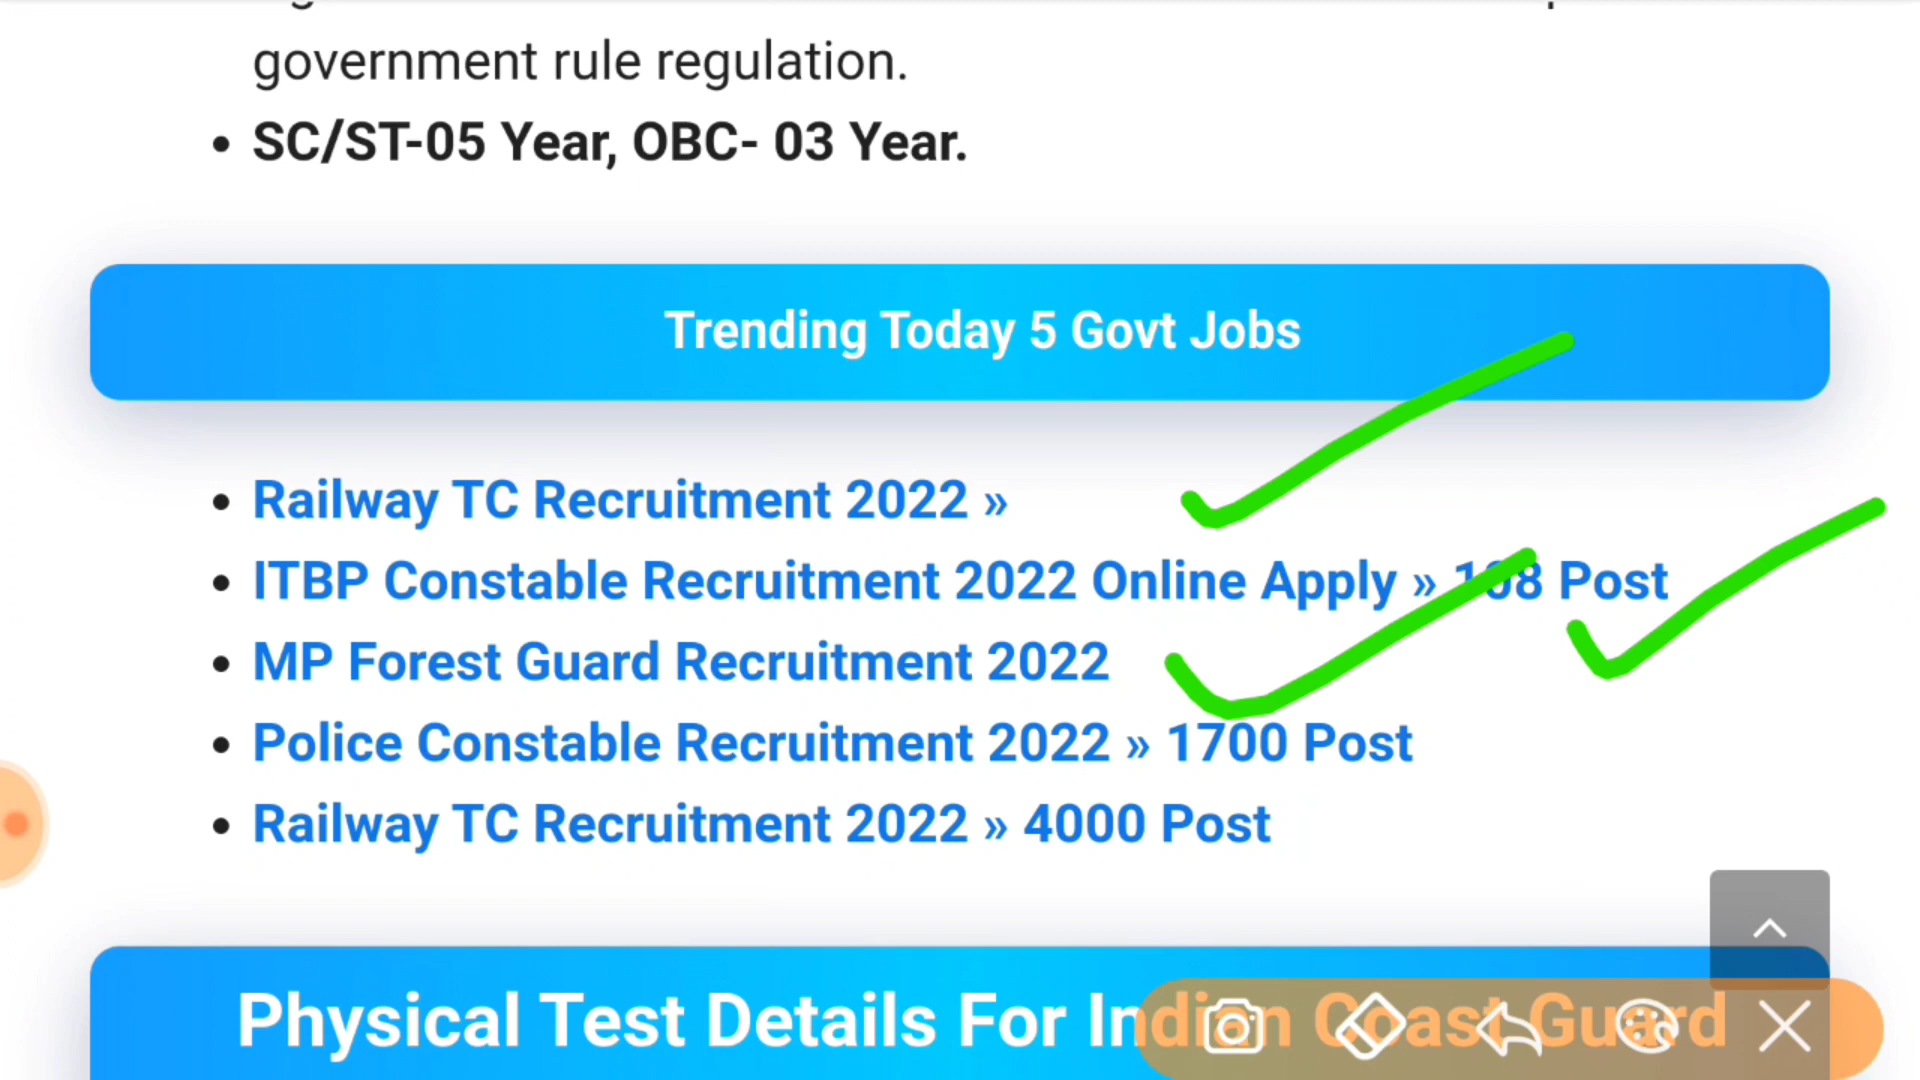 government rule regulation.
• SC/ST-05 Year, OBC- 03 Year.
Trending Today 5 Govt Jobs
• Railway TC Recruitment 2022 »
• ITBP Constable Recruitment 2022 Online Apply » 108 Post
• MP Forest Guard Recruitment 2022
• Police Constable Recruitment 2022 » 1700 Post
• Railway TC Recruitment 2022 » 4000 Post
Physical Test Details For Indian Coast Guard